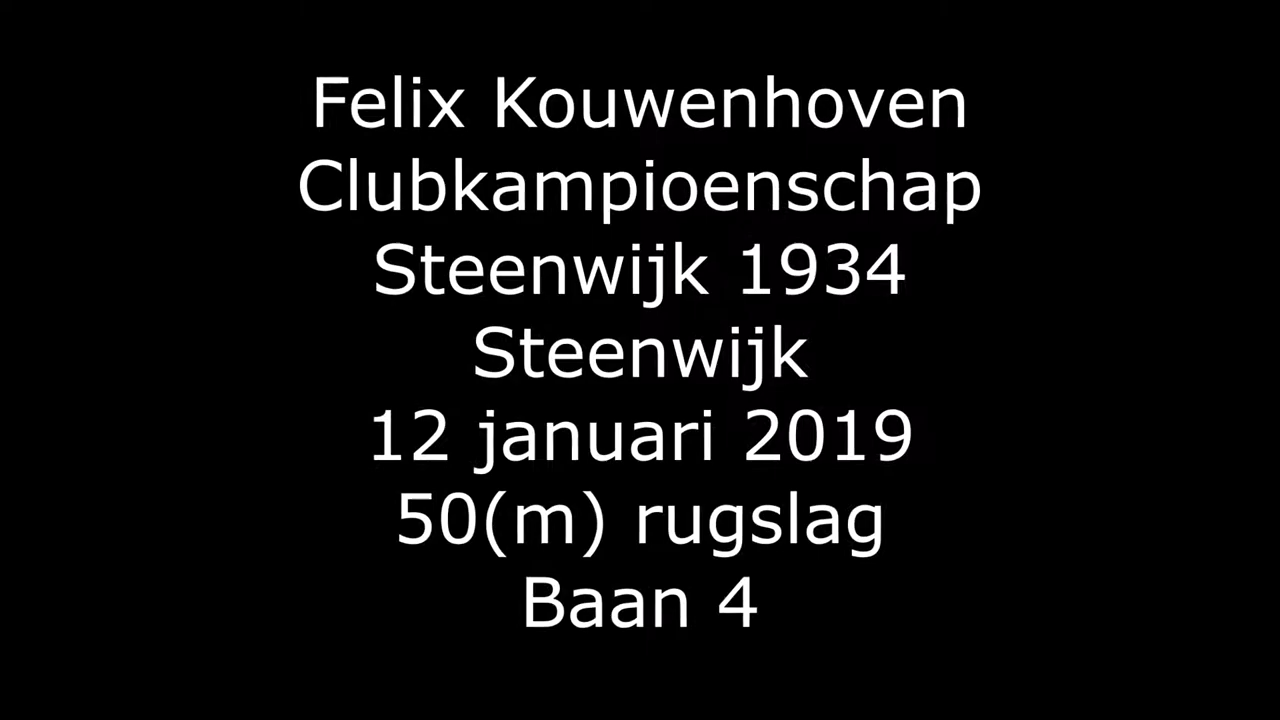 Felix Kouwenhoven
Clubkampioenschap
Steenwijk 1934
Steenwijk
12 januari 2019
50(m) rugslag
Baan 4